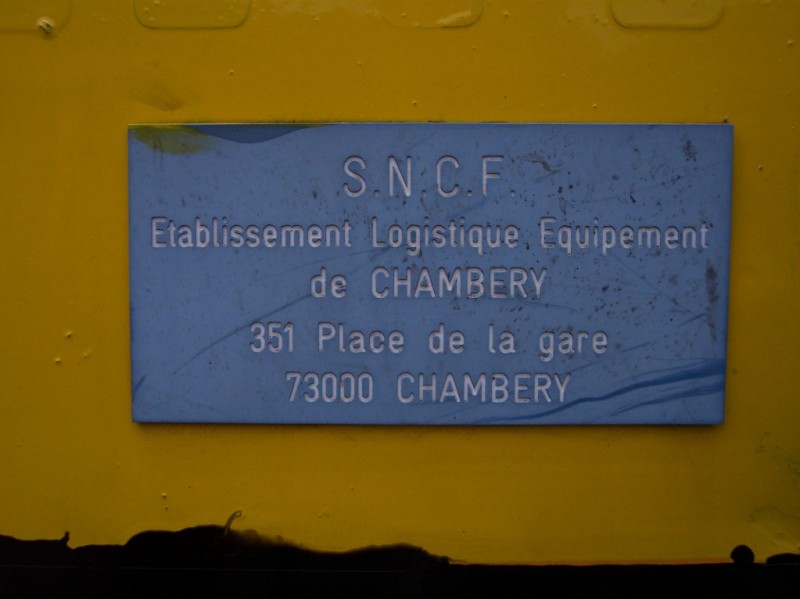 S.N.C.F.
Etablissement Logistique Equipement
de CHAMBERY
351 Place de la gare
73000 CHAMBERY